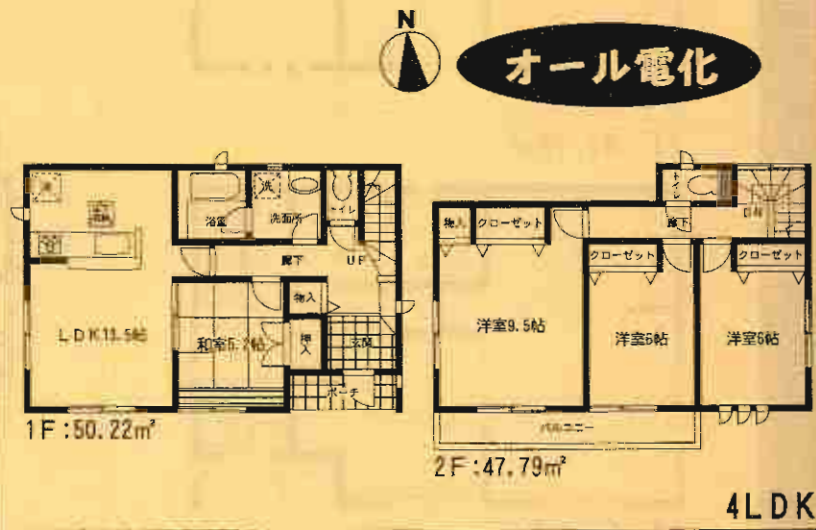 N
オール電化
浴室
洗
洗面所
トイレ
廊下
UP
物入
和室5.2帖
押入
玄関
ポーチ
1F:50.22㎡
トイレ
物入
クローゼット
廊下
クローゼット
クローゼット
洋室9.5帖
洋室6帖
洋室6帖
バルコニー
2F:47.79㎡
4LDK